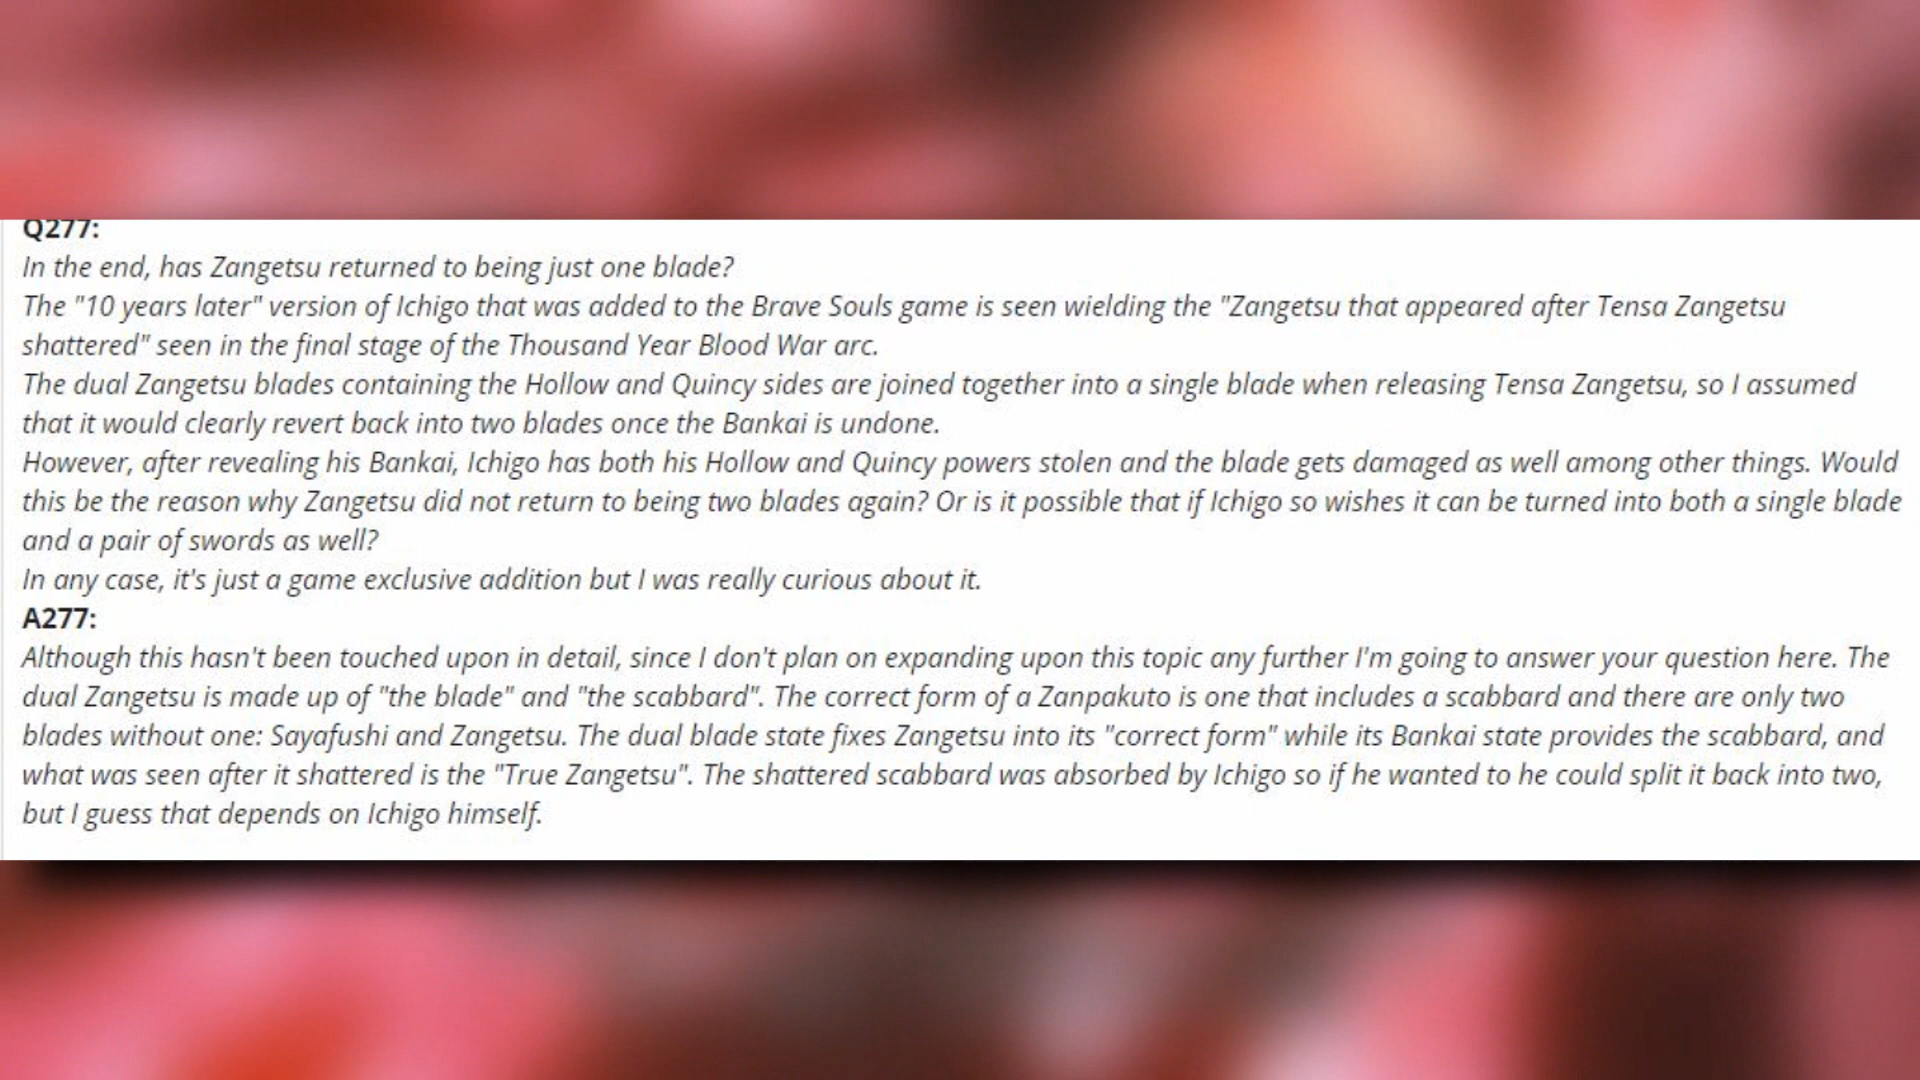 Q277:
In the end, has Zangetsu returned to being just one blade?
The "10 years later" version of Ichigo that was added to the Brave Souls game is seen wielding the "Zangetsu that appeared after Tensa Zangetsu
shattered" seen in the final stage of the Thousand Year Blood War arc.
The dual Zangetsu blades containing the Hollow and Quincy sides are joined together into a single blade when releasing Tensa Zangetsu, so I assumed
that it would clearly revert back into two blades once the Bankai is undone.
However, after revealing his Bankai, Ichigo has both his Hollow and Quincy powers stolen and the blade gets damaged as well among other things. Would
this be the reason why Zangetsu did not return to being two blades again? Or is it possible that if Ichigo so wishes it can be turned into both a single blade
and a pair of swords as well?
In any case, it's just a game exclusive addition but I was really curious about it.
A277:
Although this hasn't been touched upon in detail, since I don't plan on expanding upon this topic any further I'm going to answer your question here. The
dual Zangetsu is made up of "the blade" and "the scabbard". The correct form of a Zanpakuto is one that includes a scabbard and there are only two
blades without one: Sayafushi and Zangetsu. The dual blade state fixes Zangetsu into its "correct form" while its Bankai state provides the scabbard, and
what was seen after it shattered is the "True Zangetsu". The shattered scabbard was absorbed by Ichigo so if he wanted to he could split it back into two,
but I guess that depends on Ichigo himself.